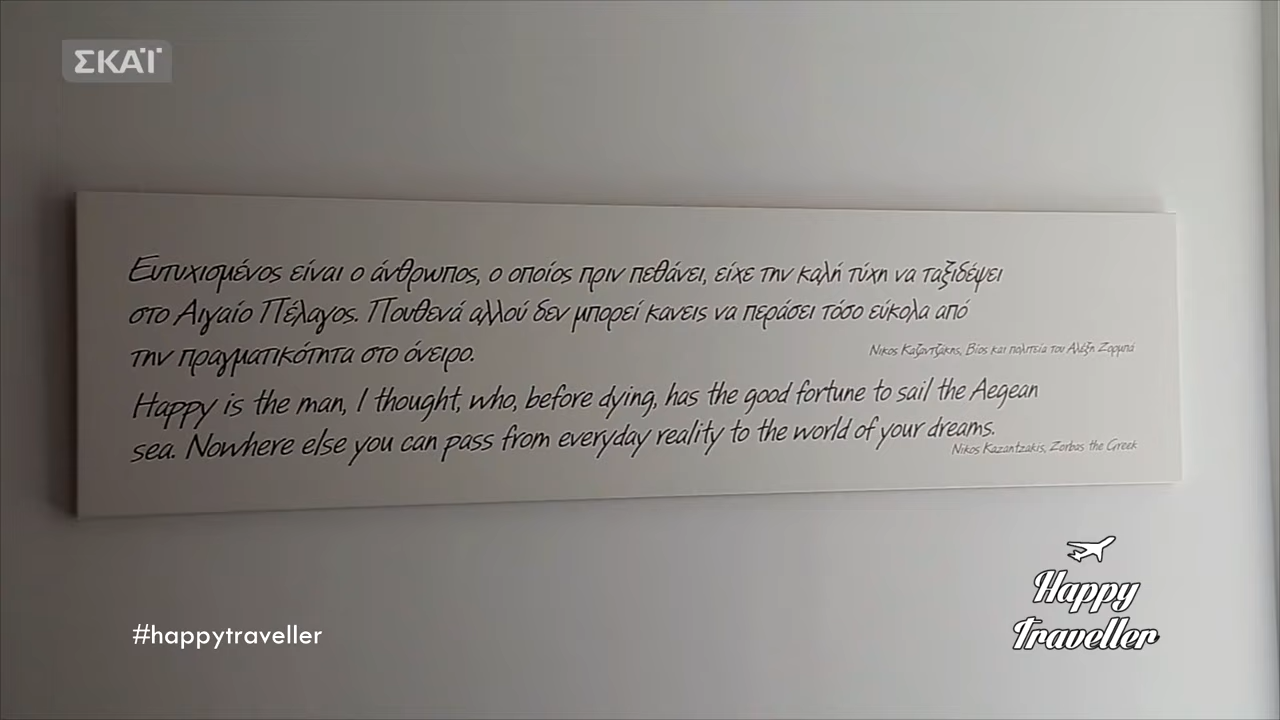 ΣΚΑΪ
Ευτυχισμένος είναι ο άνθρωπος, ο οποίος πριν πεθάνει, είχε την καλή τύχη να ταξιδέψει
στο Αιγαίο Πέλαγος. Πουθενά αλλού δεν μπορεί κανεις να περάσει τόσο εύκολα από
την πραγματικότητα στο όνειρο.
Νικος Καζαντζάκης, Βίος και πολιτεία του Αλέξη Ζορμπά
Happy is the man, I thought, who, before dying, has the good fortune to sail the Aegean
sea. Nowhere else you can pass from everyday reality to the world of your dreams.
Nikos Kazantzakis, Zorbas the Greek
#happytraveller
Happy
Traveller